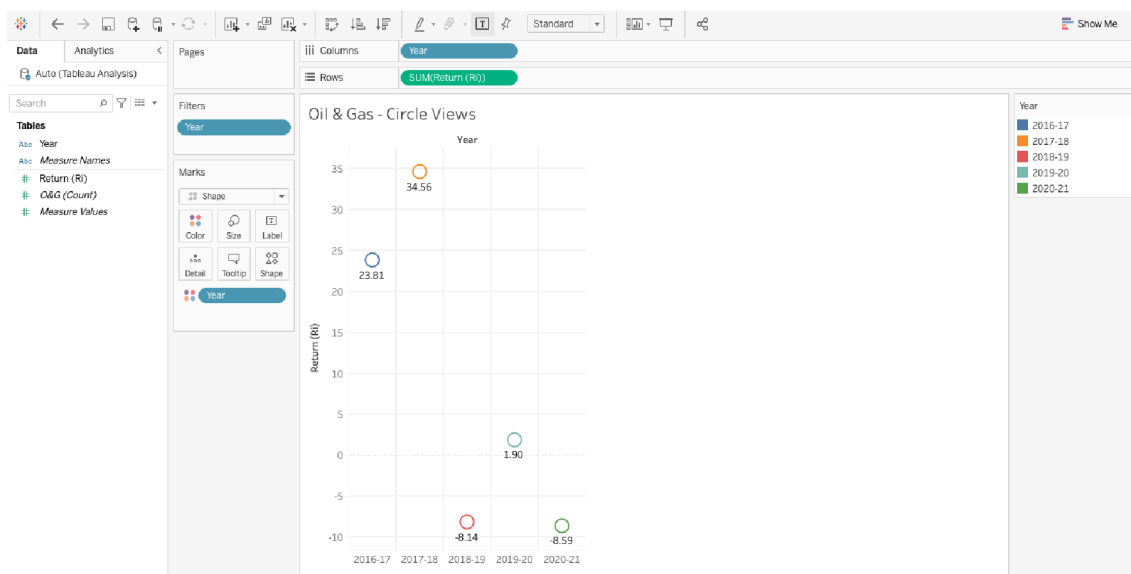 Standard
Show Me
Data
Analytics
Auto (Tableau Analysis)
Search
Tables
Abc Year
Abc Measure Names
# Return (Ri)
# O&G (Count)
# Measure Values
Pages
Filters
Year
Marks
Shape
Color Size Label
Detail Tooltip Shape
Year
Columns Year
Rows SUM(Return (Ri))
Oil & Gas - Circle Views
Year
Return (Ri)
35
30
25
20
15
10
5
0
-5
-10
34.56
23.81
1.90
-8.14
-8.59
2016-17 2017-18 2018-19 2019-20 2020-21
Year
2016-17
2017-18
2018-19
2019-20
2020-21